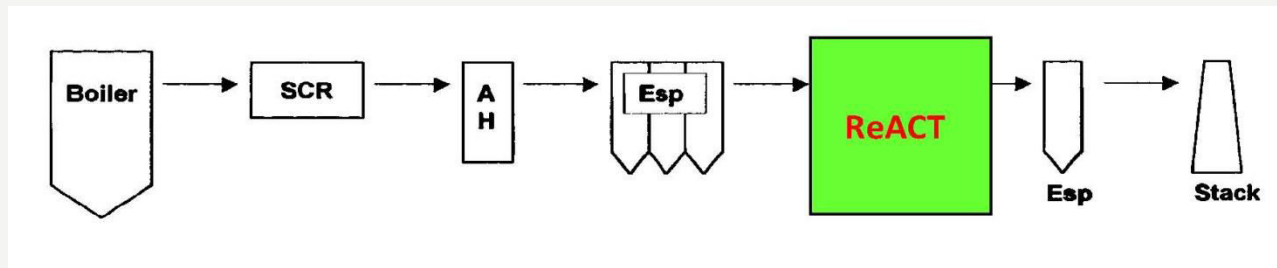 Boiler
SCR
A
H
Esp
ReACT
Esp
Stack